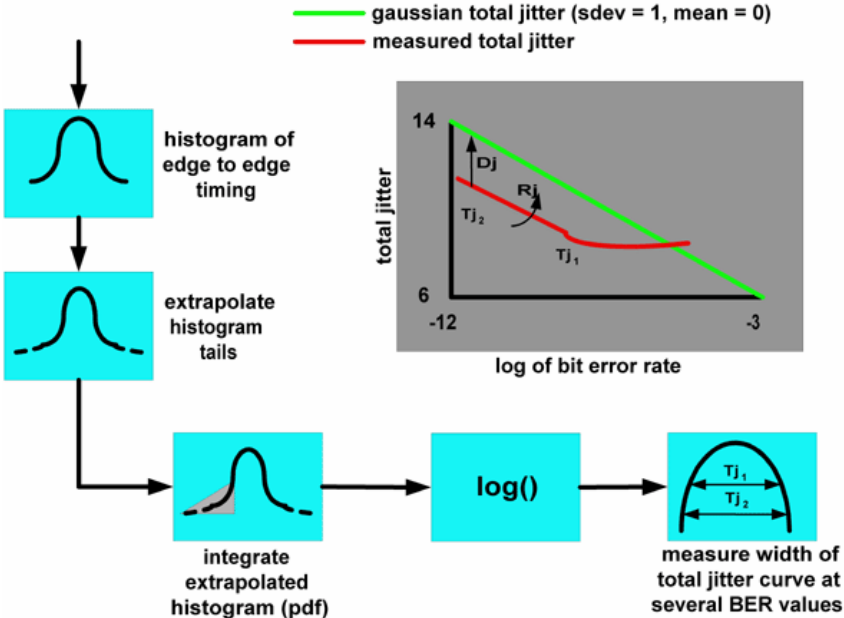 gaussian total jitter (sdev = 1, mean = 0)
measured total jitter
histogram of
edge to edge
timing
14
total jitter
Dj
Rj
Tj2
Tj1
6
-12
-3
log of bit error rate
extrapolate
histogram
tails
integrate
extrapolated
histogram (pdf)
log()
Tj1
Tj2
measure width of
total jitter curve at
several BER values